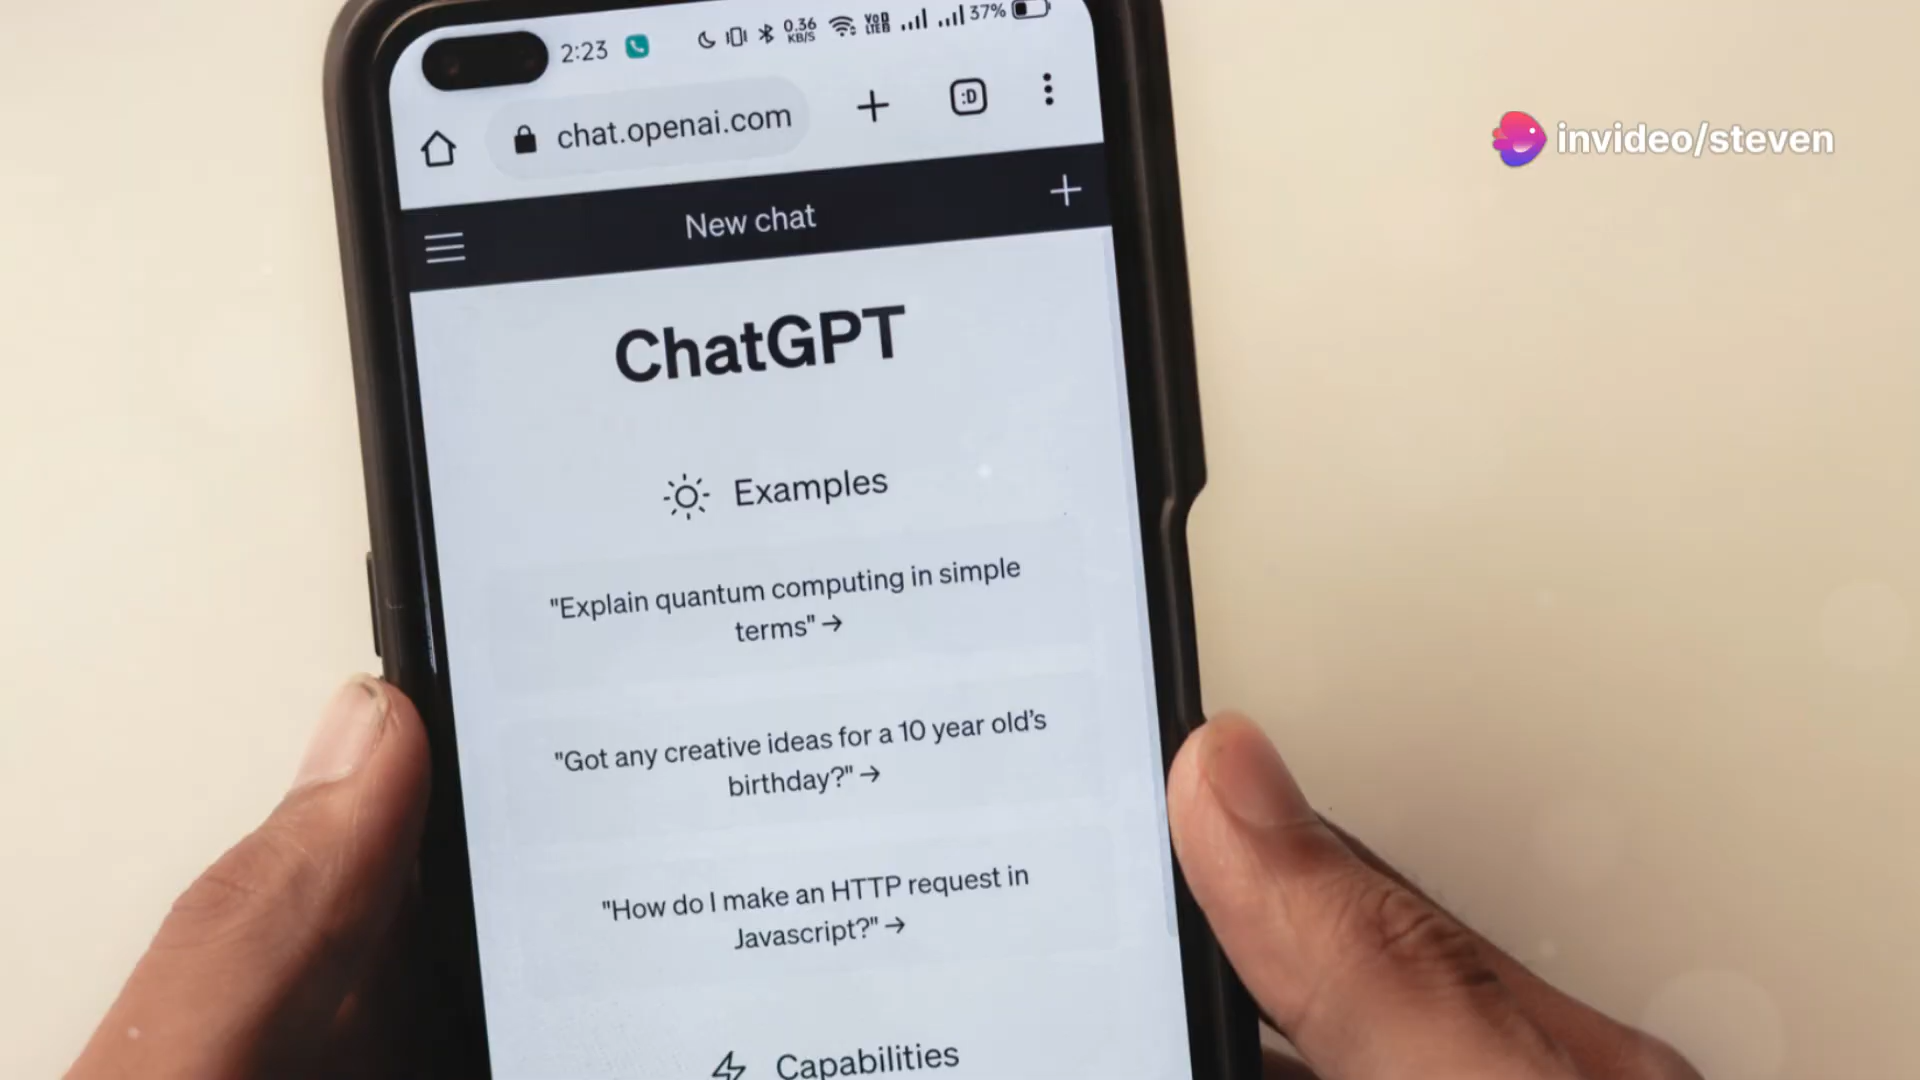 2:23
0.36
KB/S
VoD
LTE
37%
chat.openai.com
:D
New chat
ChatGPT
Examples
"Explain quantum computing in simple
terms" →
"Got any creative ideas for a 10 year old's
birthday?" →
"How do I make an HTTP request in
Javascript?" →
Capabilities
invideo/steven